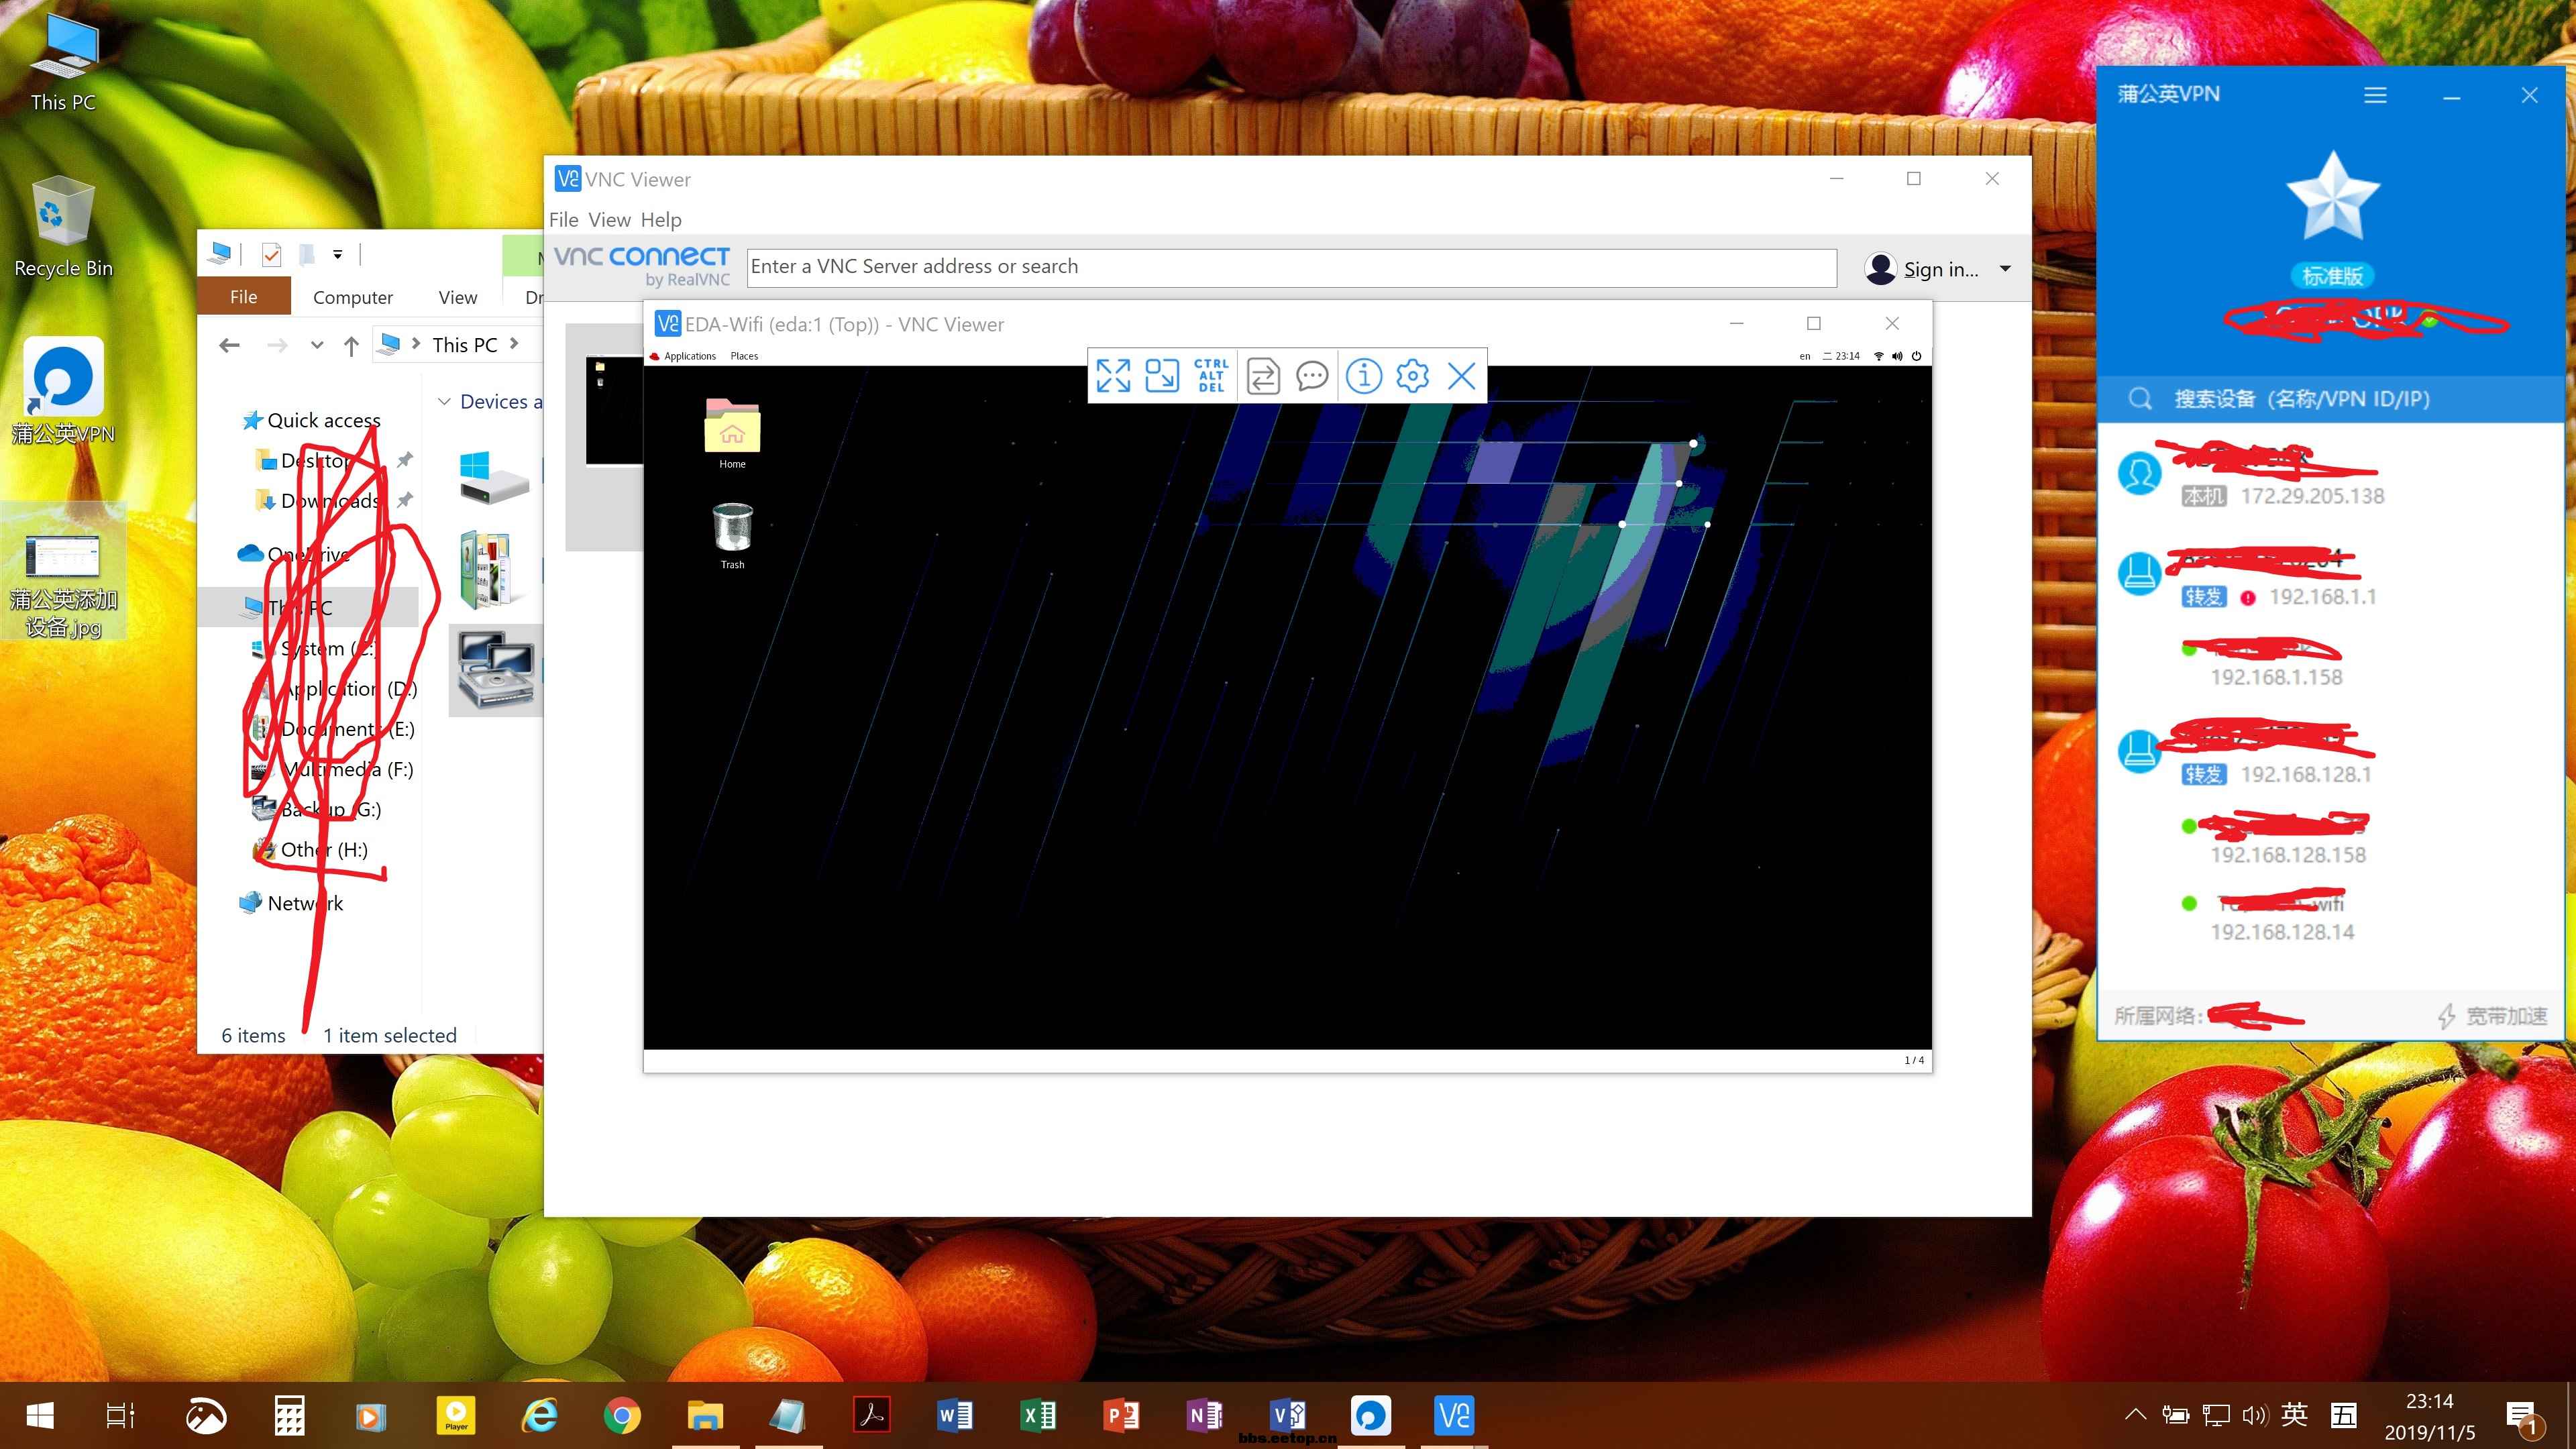 This PC
Recycle Bin
蒲公英VPN
蒲公英添加
设备.jpg
File
Computer
View
Dr
This PC
Quick access
Desktop
Downloads
OneDrive
This PC
System (C:)
Application (D:)
Documents (E:)
Multimedia (F:)
Backup (G:)
Other (H:)
Network
Devices a
6 items
1 item selected
VNC Viewer
File View Help
VNC CONNECT
by RealVNC
Enter a VNC Server address or search
Sign in...
EDA-Wifi (eda:1 (Top)) - VNC Viewer
Applications Places
CTRL
ALT
DEL
en 二 23:14
Home
Trash
1 / 4
蒲公英VPN
标准版
搜索设备（名称/VPN ID/IP）
本机 172.29.205.138
转发 192.168.1.1
192.168.1.158
转发 192.168.128.1
192.168.128.158
wifi
192.168.128.14
所属网络:
宽带加速
Player
bbs.eetop.cn
英
五
23:14
2019/11/5
1